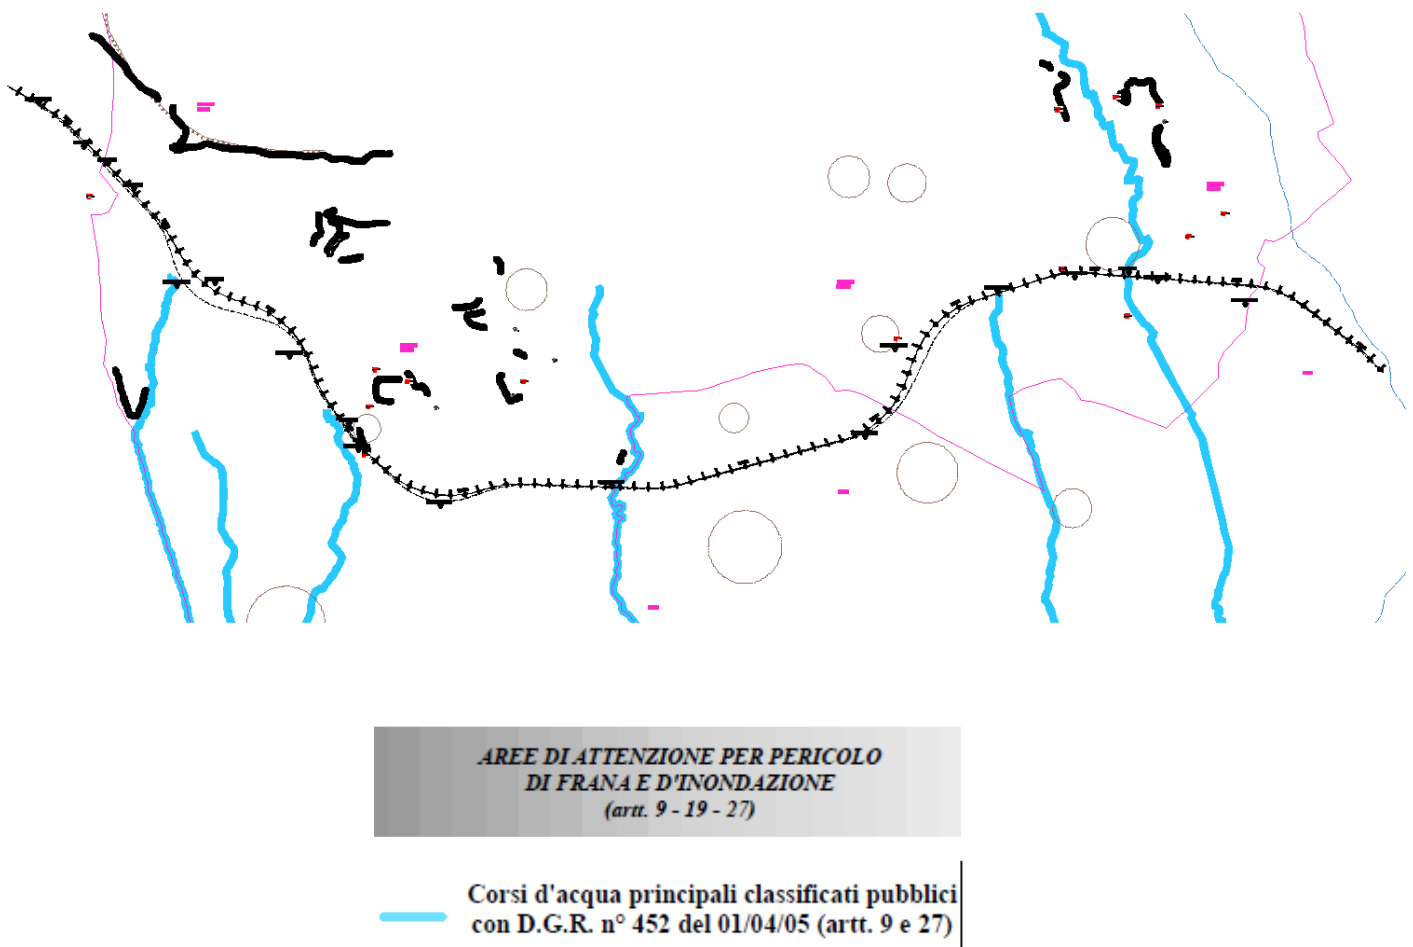 AREE DI ATTENZIONE PER PERICOLO
DI FRANA E D'INONDAZIONE
(artt. 9 - 19 - 27)
Corsi d'acqua principali classificati pubblici
con D.G.R. n° 452 del 01/04/05 (artt. 9 e 27)